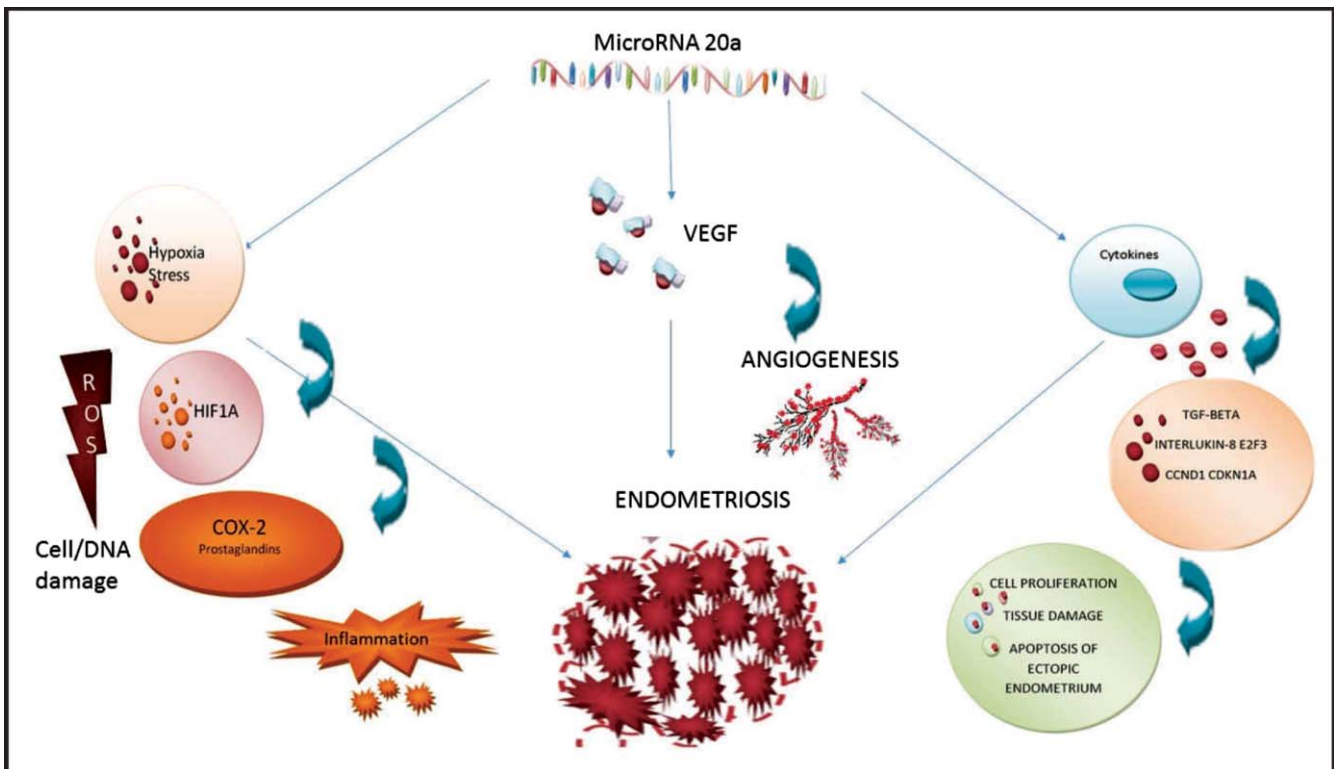 MicroRNA 20a
Hypoxia
Stress
VEGF
Cytokines
ANGIOGENESIS
ROS
HIF1A
TGF-BETA
INTERLUKIN-8 E2F3
CCND1 CDKN1A
COX-2
Prostaglandins
Cell/DNA
damage
ENDOMETRIOSIS
Inflammation
CELL PROLIFERATION
TISSUE DAMAGE
APOPTOSIS OF
ECTOPIC
ENDOMETRIUM